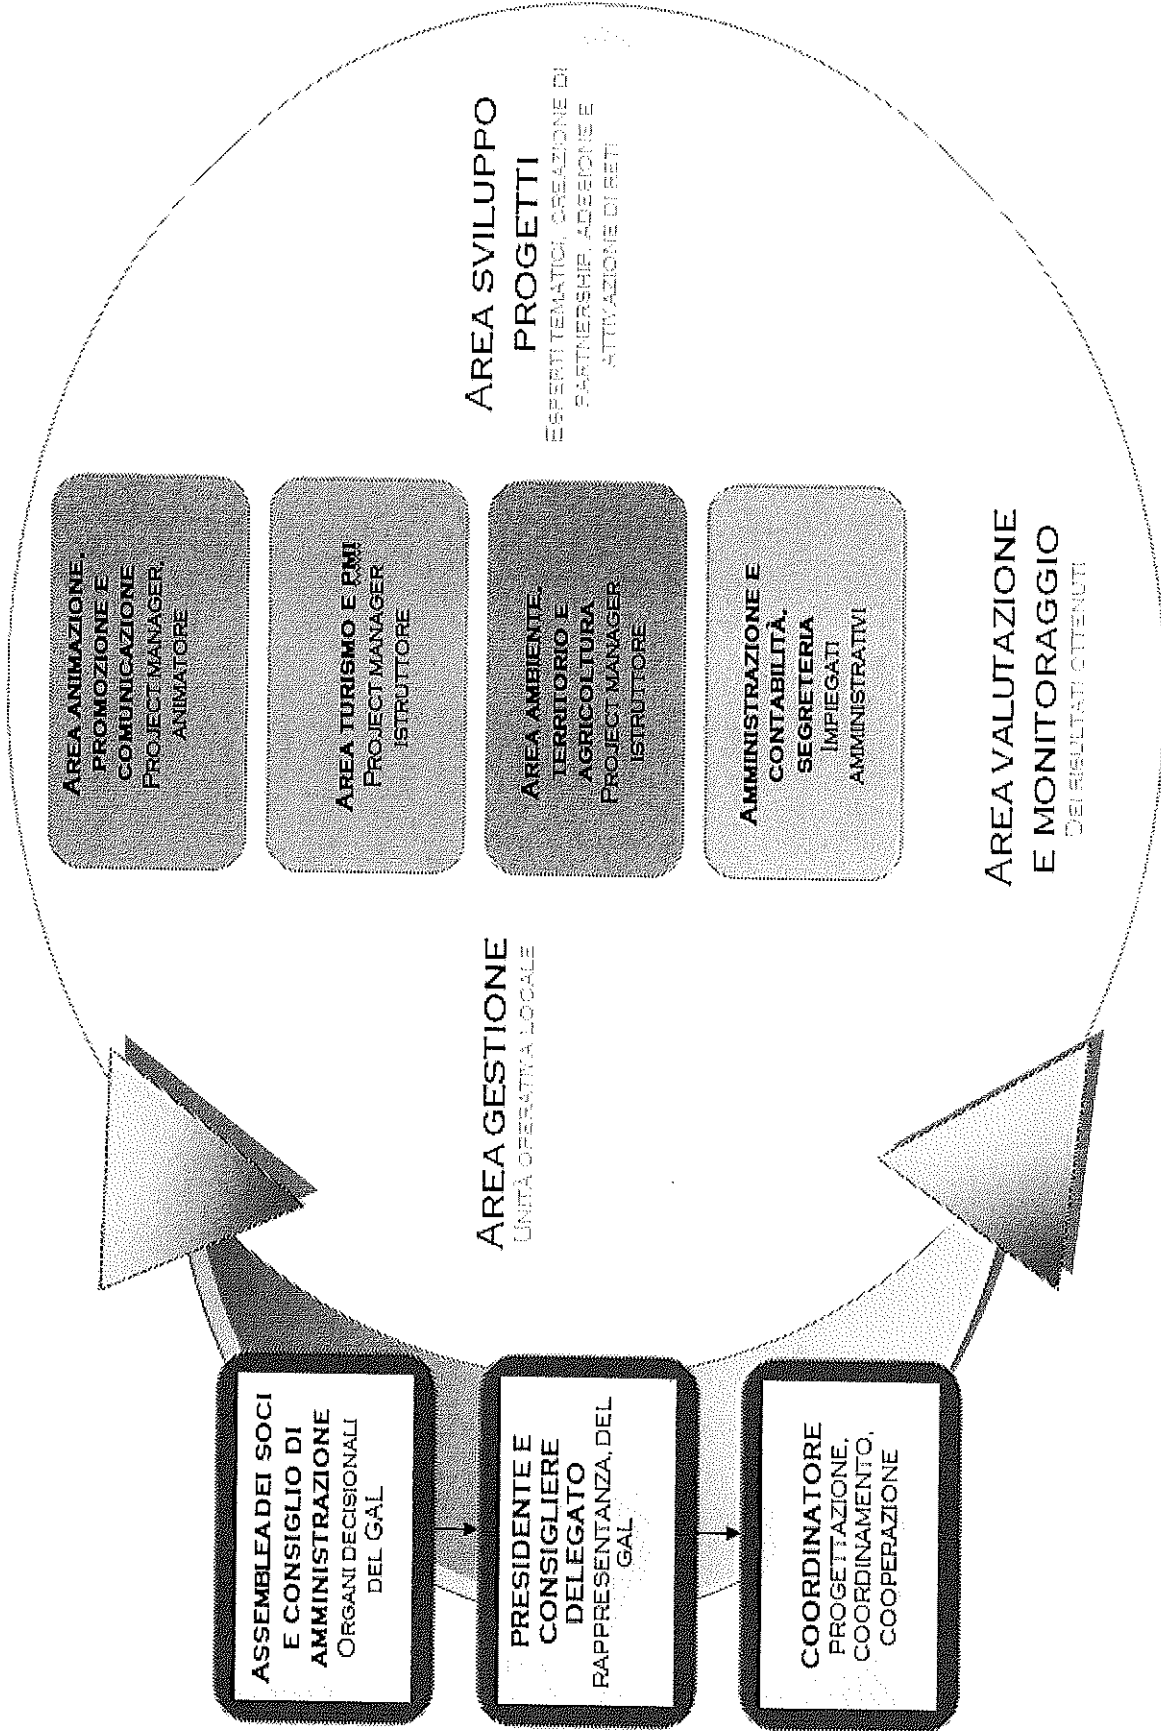 ASSEMBLEA DEI SOCI
E CONSIGLIO DI
AMMINISTRAZIONE
ORGANI DECISIONALI
DEL GAL
PRESIDENTE E
CONSIGLIERE
DELEGATO
RAPPRESENTANZA DEL
GAL
COORDINATORE
PROGETTAZIONE,
COORDINAMENTO,
COOPERAZIONE
AREA GESTIONE
UNITÀ OPERATIVA LOCALE
AREA ANIMAZIONE,
PROMOZIONE E
COMUNICAZIONE
PROJECT MANAGER,
ANIMATORE
AREA TURISMO E PMI
PROJECT MANAGER
ISTRUTTORE
AREA AMBIENTE,
TERRITORIO E
AGRICOLTURA
PROJECT MANAGER
ISTRUTTORE
AMMINISTRAZIONE E
CONTABILITÀ,
SEGRETERIA
IMPIEGATI
AMMINISTRATIVI
AREA SVILUPPO
PROGETTI
ESPERTI TEMATICI, CREAZIONE DI
PARTNERSHIP, ADESIONE E
ATTIVAZIONE DI RETI
AREA VALUTAZIONE
E MONITORAGGIO
DEI RISULTATI OTTENUTI